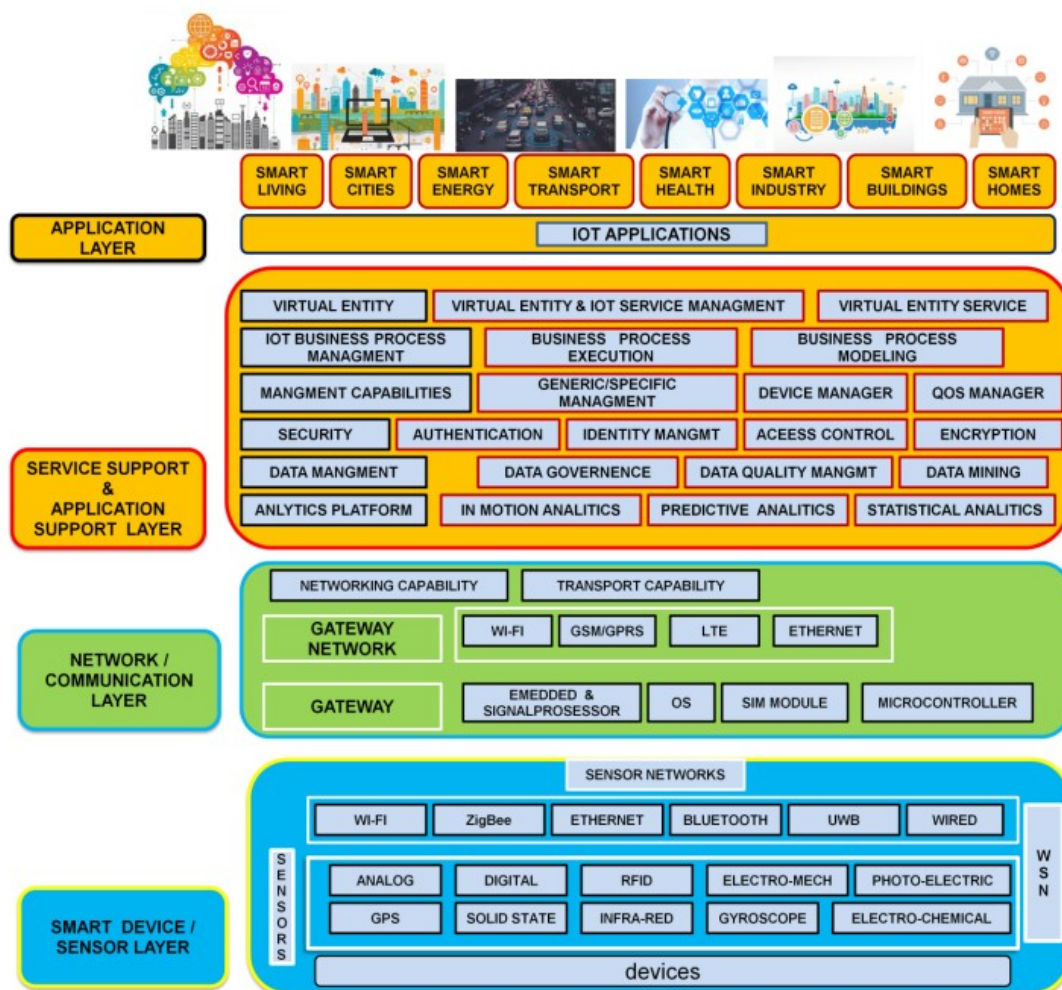 SMART LIVING
SMART CITIES
SMART ENERGY
SMART TRANSPORT
SMART HEALTH
SMART INDUSTRY
SMART BUILDINGS
SMART HOMES
APPLICATION
LAYER
IOT APPLICATIONS
VIRTUAL ENTITY
VIRTUAL ENTITY & IOT SERVICE MANAGMENT
VIRTUAL ENTITY SERVICE
IOT BUSINESS PROCESS
MANAGMENT
BUSINESS PROCESS
EXECUTION
BUSINESS PROCESS
MODELING
MANGMENT CAPABILITIES
GENERIC/SPECIFIC
MANAGMENT
DEVICE MANAGER
QOS MANAGER
SECURITY
AUTHENTICATION
IDENTITY MANGMT
ACEESS CONTROL
ENCRYPTION
SERVICE SUPPORT
&
APPLICATION
SUPPORT LAYER
DATA MANGMENT
DATA GOVERNENCE
DATA QUALITY MANGMT
DATA MINING
ANLYTICS PLATFORM
IN MOTION ANALITICS
PREDICTIVE ANALITICS
STATISTICAL ANALITICS
NETWORKING CAPABILITY
TRANSPORT CAPABILITY
GATEWAY
NETWORK
WI-FI
GSM/GPRS
LTE
ETHERNET
NETWORK /
COMMUNICATION
LAYER
GATEWAY
EMEDDED &
SIGNALPROSESSOR
OS
SIM MODULE
MICROCONTROLLER
SENSOR NETWORKS
WI-FI
ZigBee
ETHERNET
BLUETOOTH
UWB
WIRED
SENSORS
WSN
ANALOG
DIGITAL
RFID
ELECTRO-MECH
PHOTO-ELECTRIC
GPS
SOLID STATE
INFRA-RED
GYROSCOPE
ELECTRO-CHEMICAL
SMART DEVICE /
SENSOR LAYER
devices